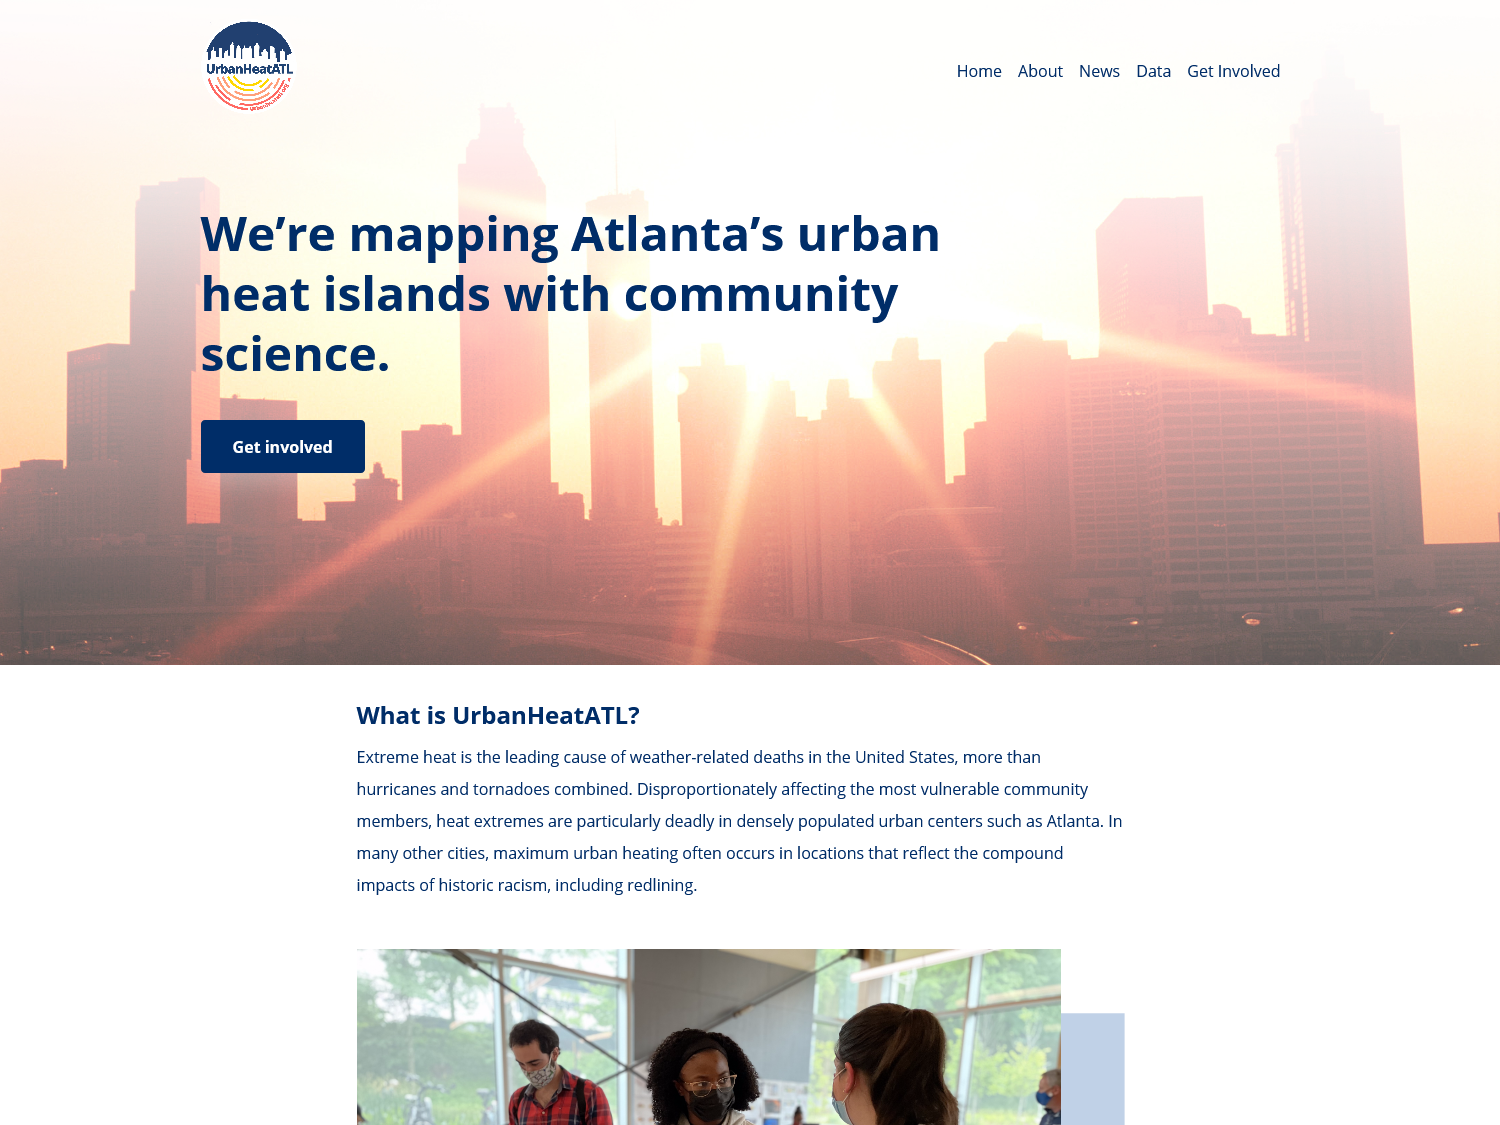 UrbanHeatATL
Home About News Data Get Involved
We’re mapping Atlanta’s urban
heat islands with community
science.
Get involved
What is UrbanHeatATL?
Extreme heat is the leading cause of weather-related deaths in the United States, more than
hurricanes and tornadoes combined. Disproportionately affecting the most vulnerable community
members, heat extremes are particularly deadly in densely populated urban centers such as Atlanta. In
many other cities, maximum urban heating often occurs in locations that reflect the compound
impacts of historic racism, including redlining.